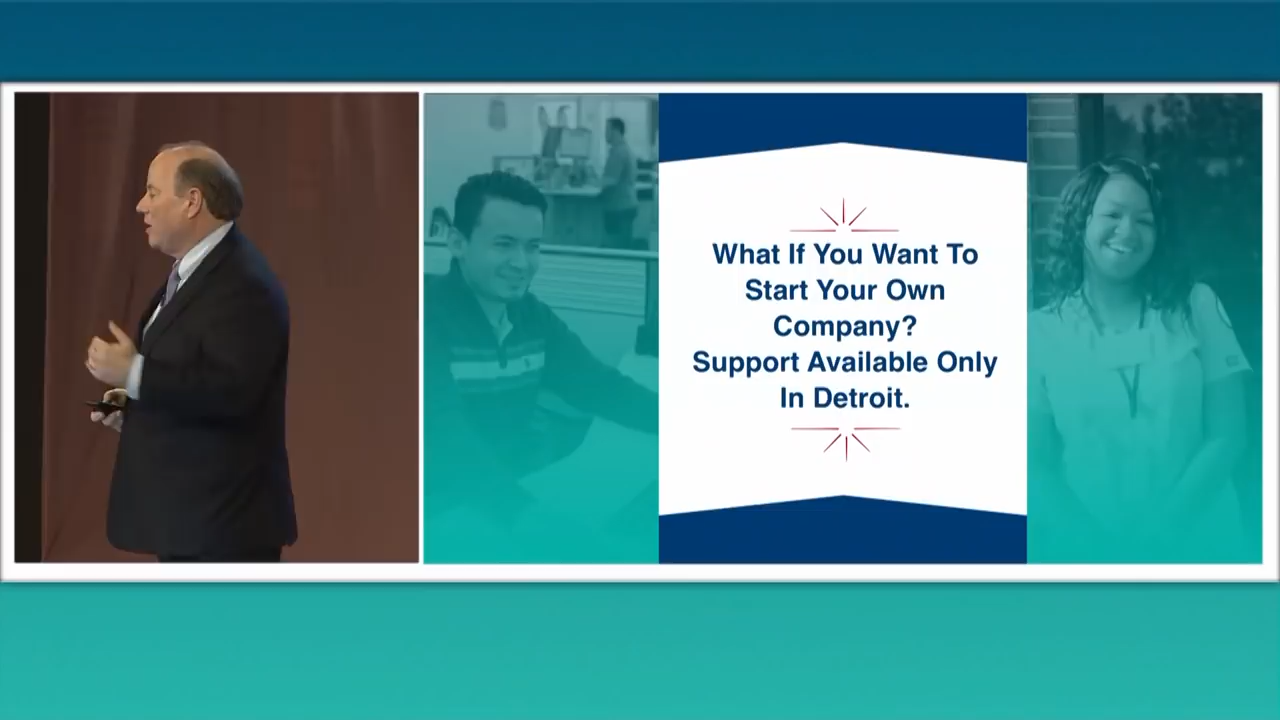 What If You Want To
Start Your Own
Company?
Support Available Only
In Detroit.